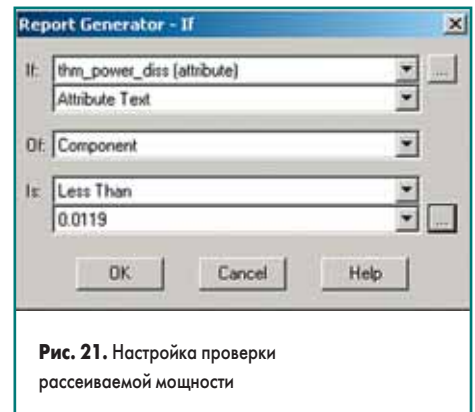 Report Generator - If
If: thm_power_diss (attribute) ...
Attribute Text
Of: Component
Is: Less Than
0.0119 ...
OK Cancel Help
Рис. 21. Настройка проверки
рассеиваемой мощности